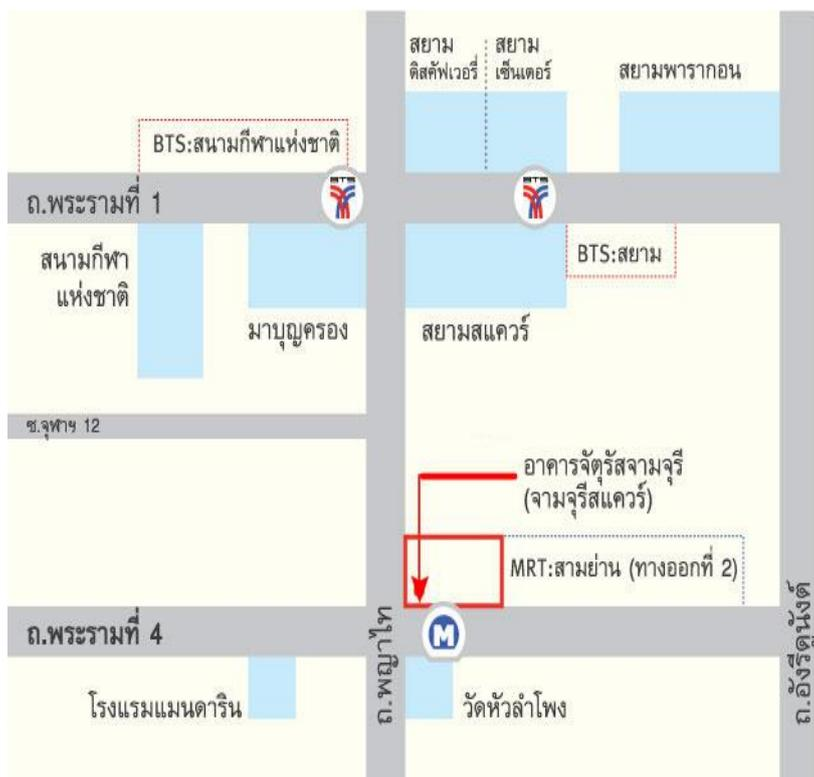 สยาม
ดิสคัฟเวอรี่
สยาม
เซ็นเตอร์
สยามพารากอน
BTS:สนามกีฬาแห่งชาติ
BTS
BTS
ถ.พระรามที่ 1
สนามกีฬา
แห่งชาติ
BTS:สยาม
มาบุญครอง
สยามสแควร์
ซ.จุฬาฯ 12
อาคารจัตุรัสจามจุรี
(จามจุรีสแควร์)
MRT:สามย่าน (ทางออกที่ 2)
ถ.พระรามที่ 4
M
ถ.พญาไท
ถ.อังรีดูนังต์
โรงแรมแมนดาริน
วัดหัวลำโพง